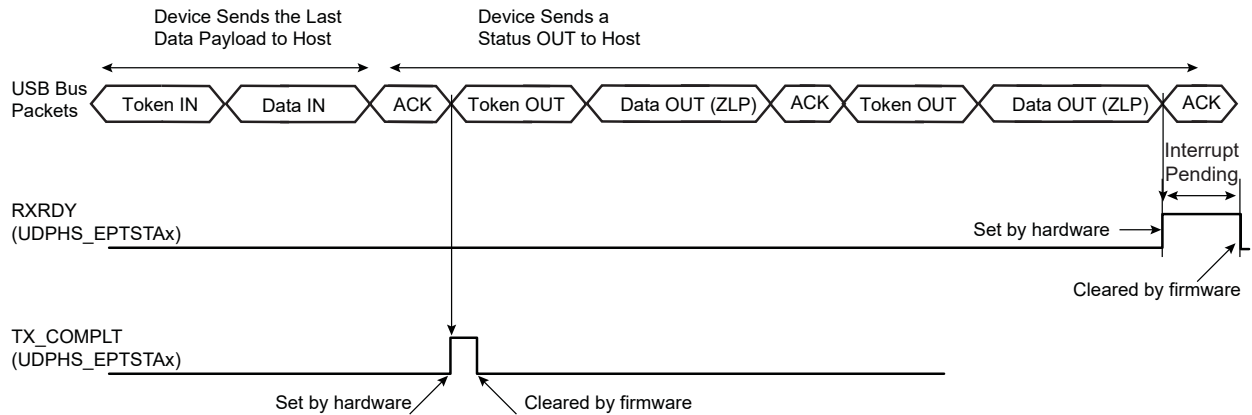 Device Sends the Last
Data Payload to Host
Device Sends a
Status OUT to Host
USB Bus
Packets
Token IN
Data IN
ACK
Token OUT
Data OUT (ZLP)
ACK
Token OUT
Data OUT (ZLP)
ACK
Interrupt
Pending
RXRDY
(UDPHS_EPTSTAx)
Set by hardware
Cleared by firmware
TX_COMPLT
(UDPHS_EPTSTAx)
Set by hardware
Cleared by firmware